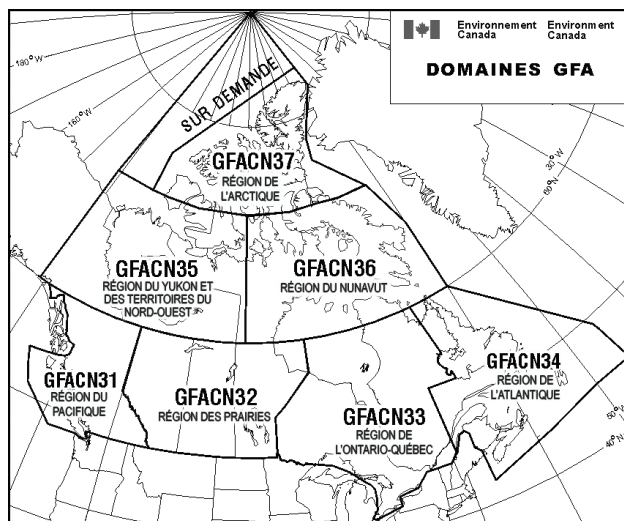 Environnement Canada
Environment Canada
DOMAINES GFA
180°W
160°W
SUR DEMANDE
GFACN37
RÉGION DE
L'ARCTIQUE
30°W
60°N
GFACN35
RÉGION DU YUKON ET
DES TERRITOIRES DU
NORD-OUEST
GFACN36
RÉGION DU NUNAVUT
GFACN31
RÉGION DU
PACIFIQUE
GFACN32
RÉGION DES PRAIRIES
GFACN33
RÉGION DE
L'ONTARIO-QUÉBEC
GFACN34
RÉGION DE
L'ATLANTIQUE
50°W
40°N